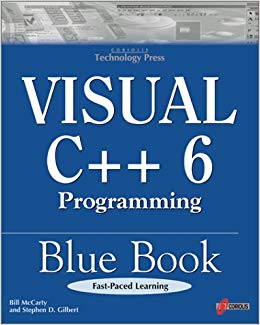 CORIOLIS
Technology Press
VISUAL
C++ 6
Programming
Blue Book
Fast-Paced Learning
Bill McCarty
and Stephen D. Gilbert
CORIOLIS